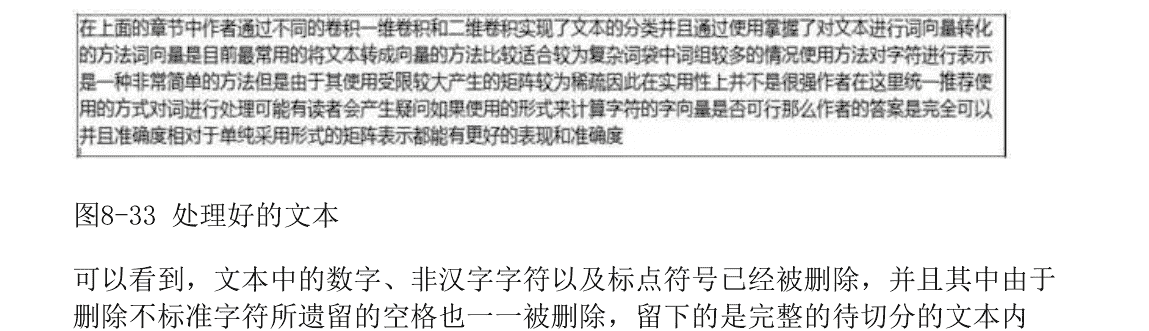 在上面的章节中作者通过不同的卷积一维卷积和二维卷积实现了文本的分类并且通过使用掌握了对文本进行词向量转化
的方法词向量是目前最常用的将文本转成向量的方法比较适合较为复杂词袋中词组较多的情况使用方法对字符进行表示
是一种非常简单的方法但是由于其使用受限较大产生的矩阵较为稀疏因此在实用性上并不是很强作者在这里统一推荐使
用的方式对词进行处理可能有读者会产生疑问如果使用的形式来计算字符的字向量是否可行那么作者的答案是完全可以
并且准确度相对于单纯采用形式的矩阵表示都能有更好的表现和准确度
图8-33 处理好的文本
可以看到，文本中的数字、非汉字字符以及标点符号已经被删除，并且其中由于
删除不标准字符所遗留的空格也一一被删除，留下的是完整的待切分的文本内